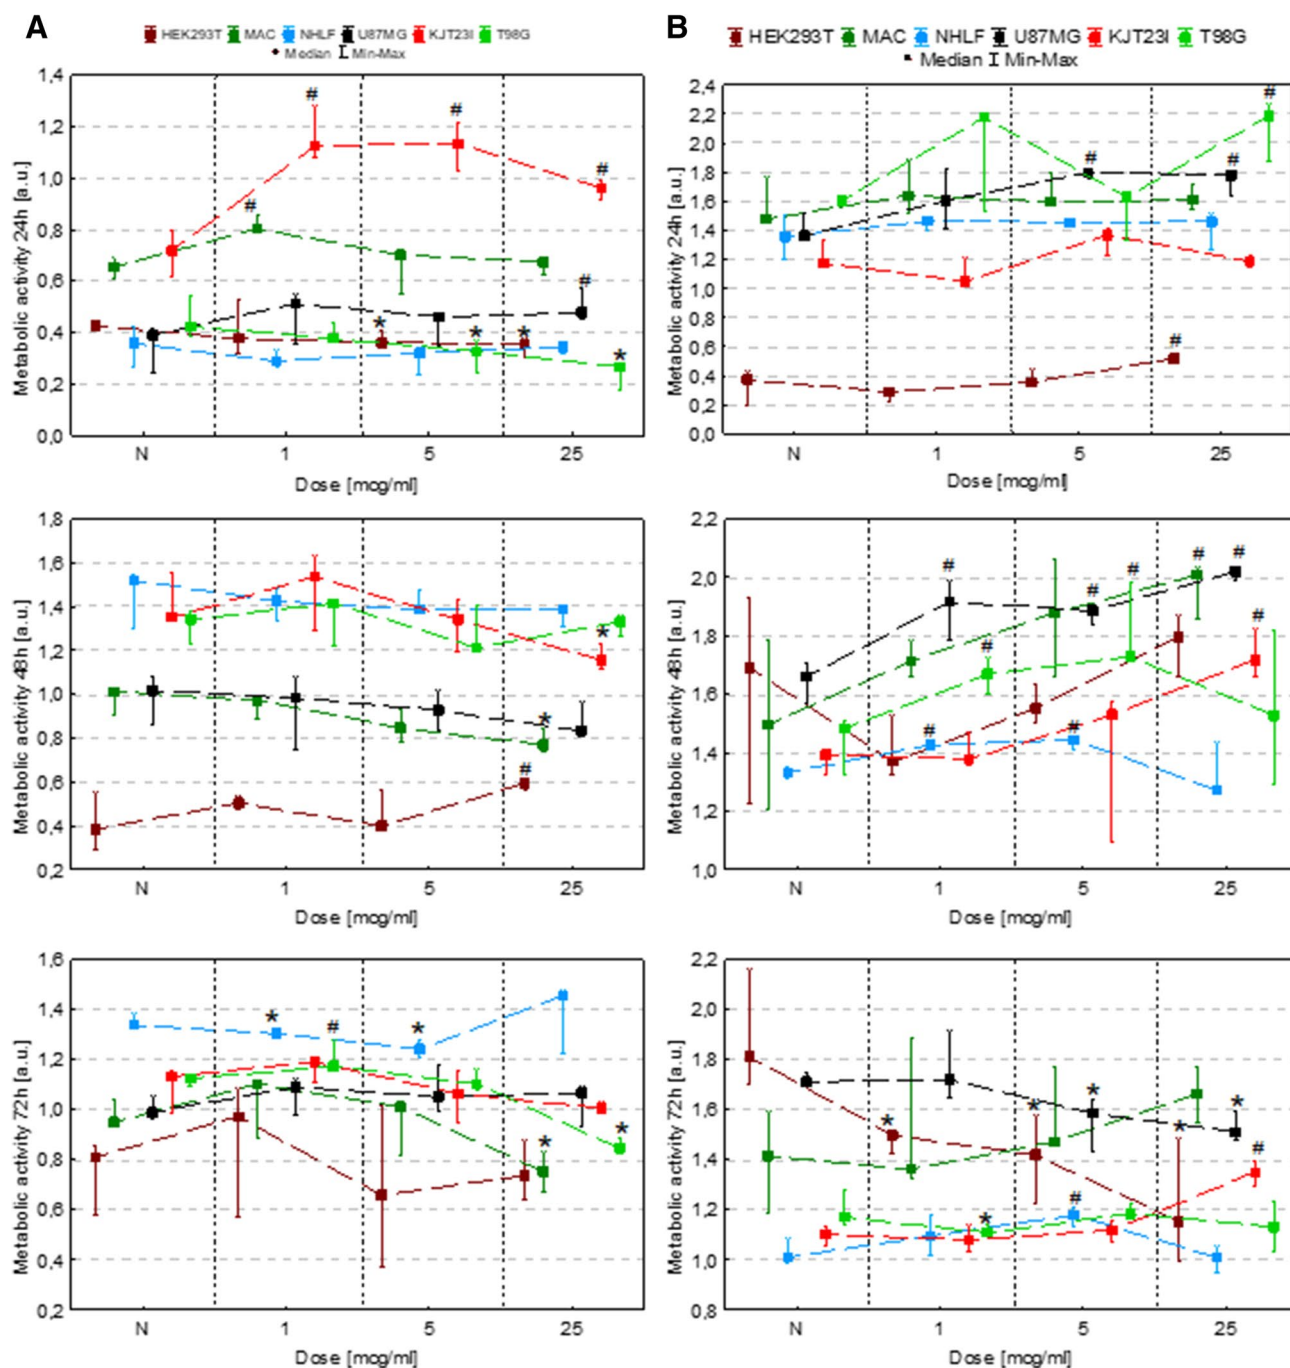 A
HEK293T MAC NHLF U87MG KJT23I T98G
Median Min-Max
Metabolic activity 24h [a.u.]
1,4
1,2 #  #
1,0 #
0,8 #
0,6 #
0,4 * * *
0,2 *
0,0
N 1 5 25
Dose [mcg/ml]
Metabolic activity 48h [a.u.]
1,8
1,6
1,4
1,2 *
1,0
0,8 *
0,6 #
0,4
0,2
N 1 5 25
Dose [mcg/ml]
Metabolic activity 72h [a.u.]
1,6
1,4
1,2 * # *
1,0
0,8 * *
0,6
0,4
0,2
N 1 5 25
Dose [mcg/ml]
B
HEK293T MAC NHLF U87MG KJT23I T98G
Median Min-Max
Metabolic activity 24h [a.u.]
2,4 #
2,2
2,0
1,8 # #
1,6
1,4
1,2
1,0
0,8
0,6 #
0,4
0,2
0,0
N 1 5 25
Dose [mcg/ml]
Metabolic activity 48h [a.u.]
2,2
2,0 # # # # #
1,8 # #
1,6
1,4 # #
1,2
1,0
N 1 5 25
Dose [mcg/ml]
Metabolic activity 72h [a.u.]
2,2
2,0
1,8
1,6 * * * * *
1,4 #
1,2 * #
1,0
0,8
N 1 5 25
Dose [mcg/ml]